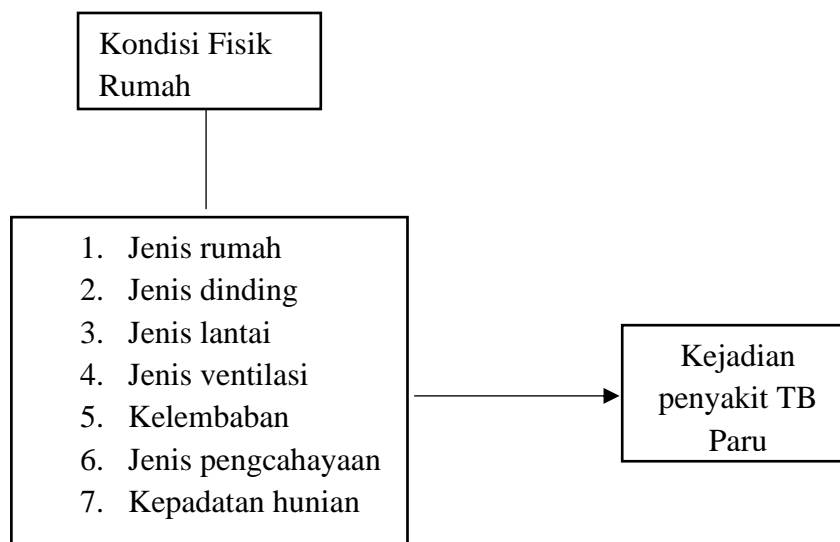 Kondisi Fisik
Rumah
1. Jenis rumah
2. Jenis dinding
3. Jenis lantai
4. Jenis ventilasi
5. Kelembaban
6. Jenis pengcahayaan
7. Kepadatan hunian
Kejadian
penyakit TB
Paru